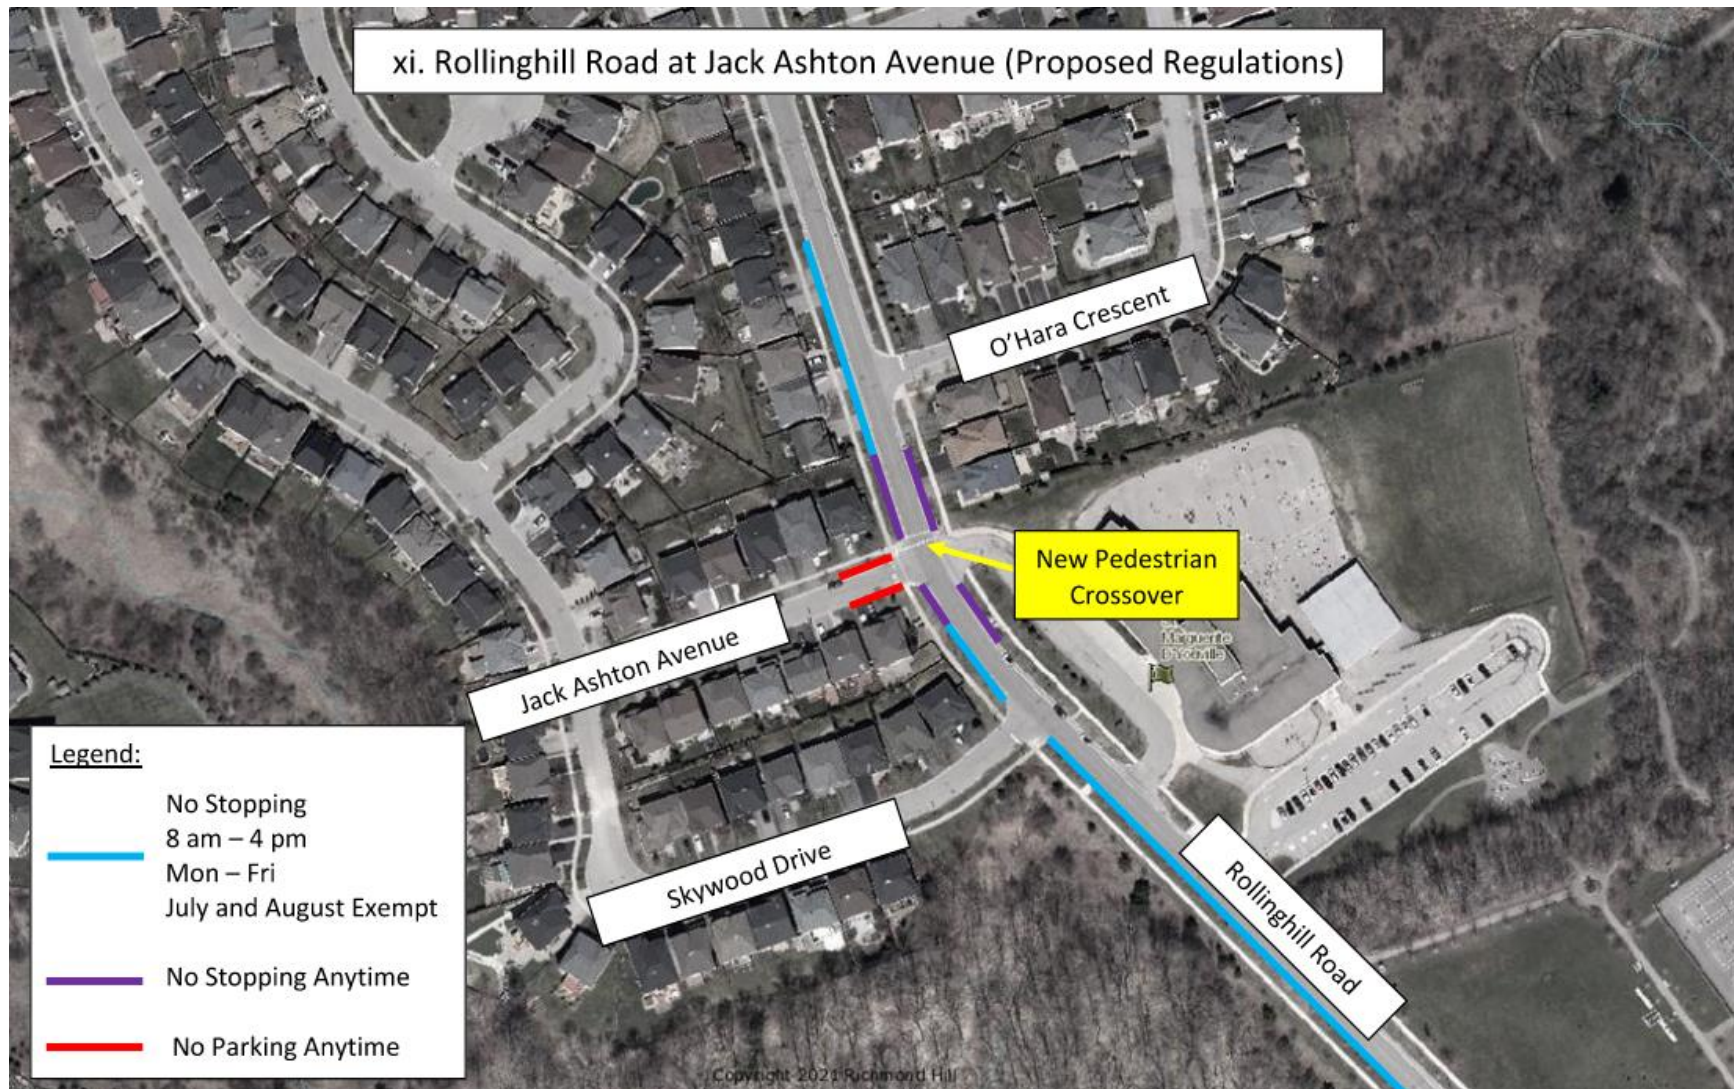 xi. Rollinghill Road at Jack Ashton Avenue (Proposed Regulations)
O'Hara Crescent
New Pedestrian
Crossover
Marguerite
D'Youville
Jack Ashton Avenue
Skywood Drive
Rollinghill Road
Legend:
No Stopping
8 am – 4 pm
Mon – Fri
July and August Exempt
No Stopping Anytime
No Parking Anytime
Copyright 2021 Richmond Hill